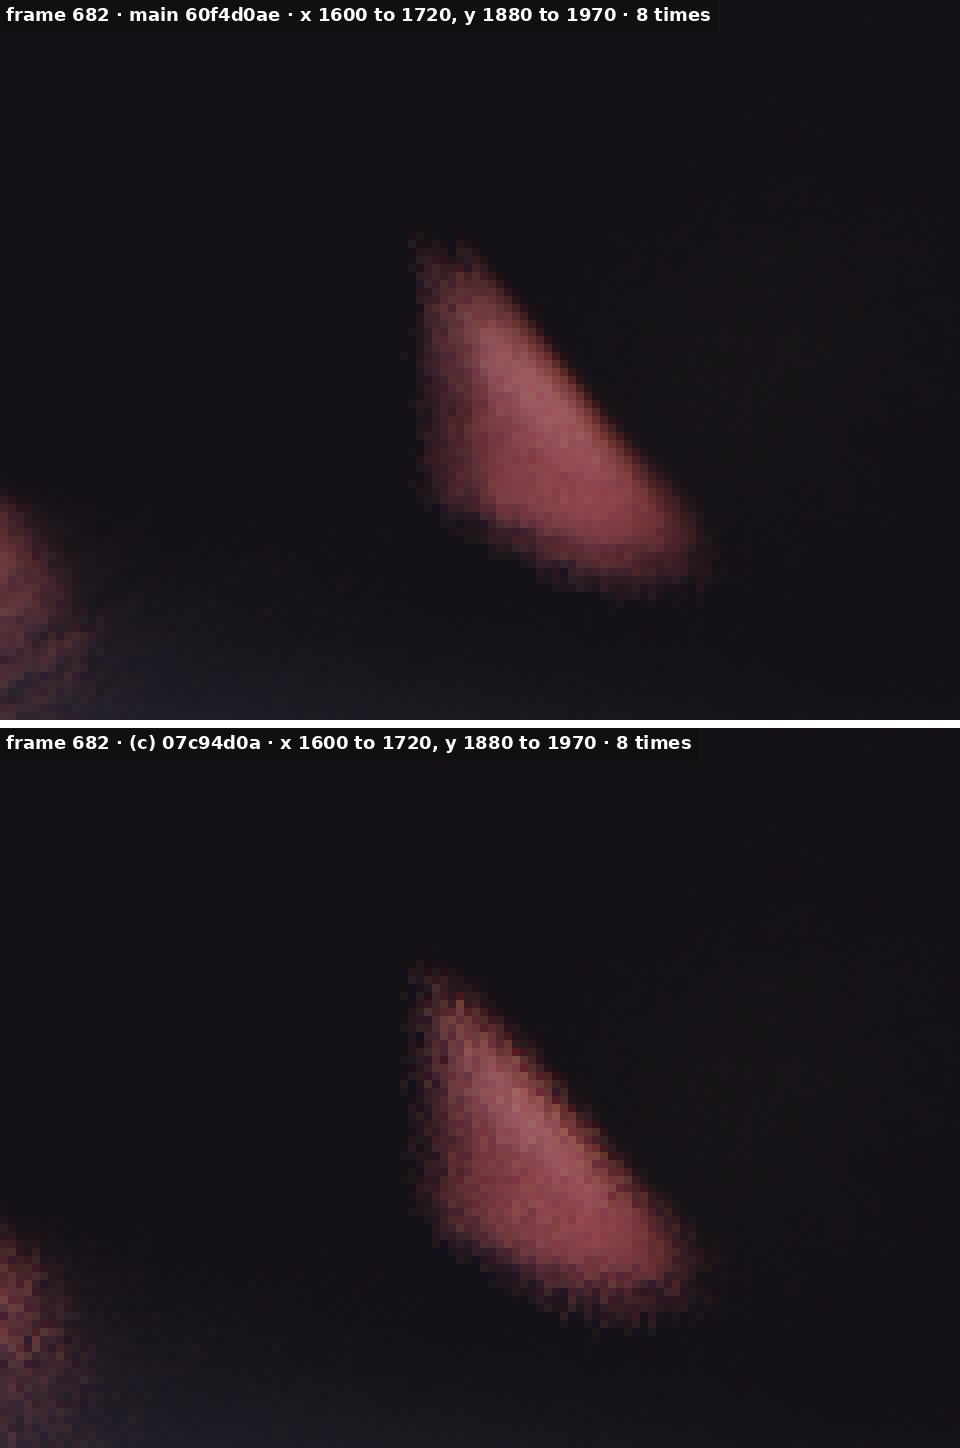 frame 682 · main 60f4d0ae · x 1600 to 1720, y 1880 to 1970 · 8 times
frame 682 · (c) 07c94d0a · x 1600 to 1720, y 1880 to 1970 · 8 times